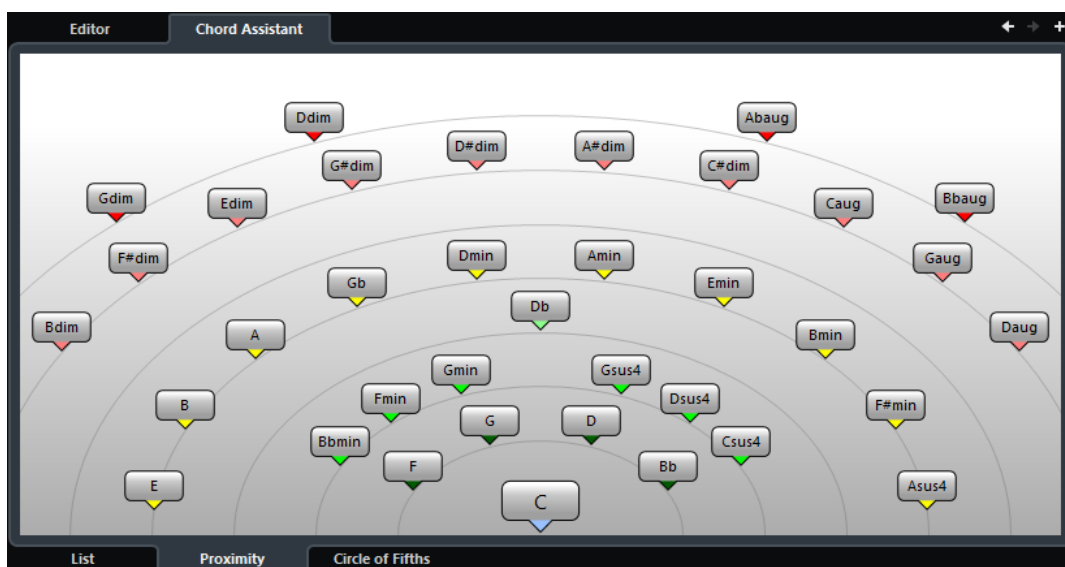 Editor
Chord Assistant
Ddim
Abaug
D#dim
A#dim
G#dim
C#dim
Gdim
Edim
Caug
Bbaug
F#dim
Dmin
Amin
Gaug
Gb
Emin
Db
Bdim
A
Bmin
Daug
Gmin
Gsus4
Fmin
Dsus4
B
F#min
G
D
Bbmin
Csus4
F
Bb
E
Asus4
C
List
Proximity
Circle of Fifths